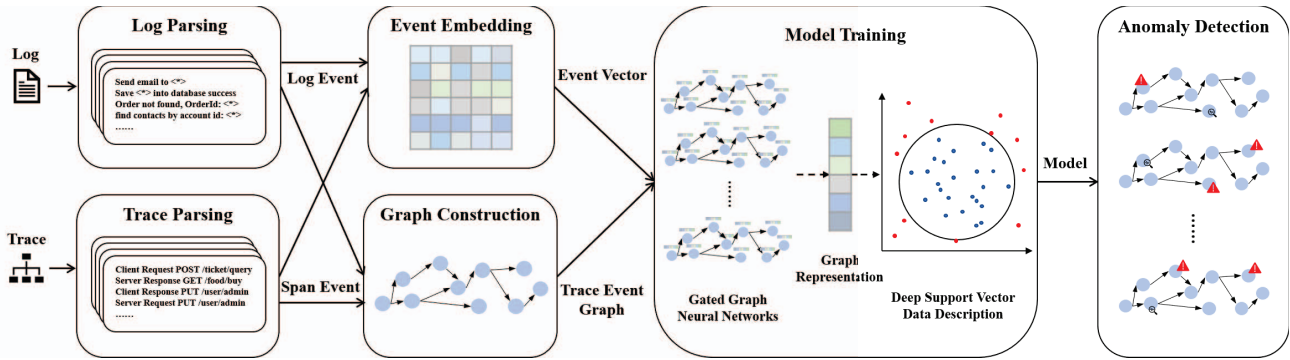 Log
Log Parsing
Send email to <*>
Save <*> into database success
Order not found, OrderId: <*>
find contacts by account id: <*>
......
Trace
Trace Parsing
Client Request POST /ticket/query
Server Response GET /food/buy
Client Response PUT /user/admin
Server Request PUT /user/admin
......
Log Event
Span Event
Event Embedding
Graph Construction
Event Vector
Trace Event
Graph
Model Training
Gated Graph
Neural Networks
Graph
Representation
Deep Support Vector
Data Description
Model
Anomaly Detection